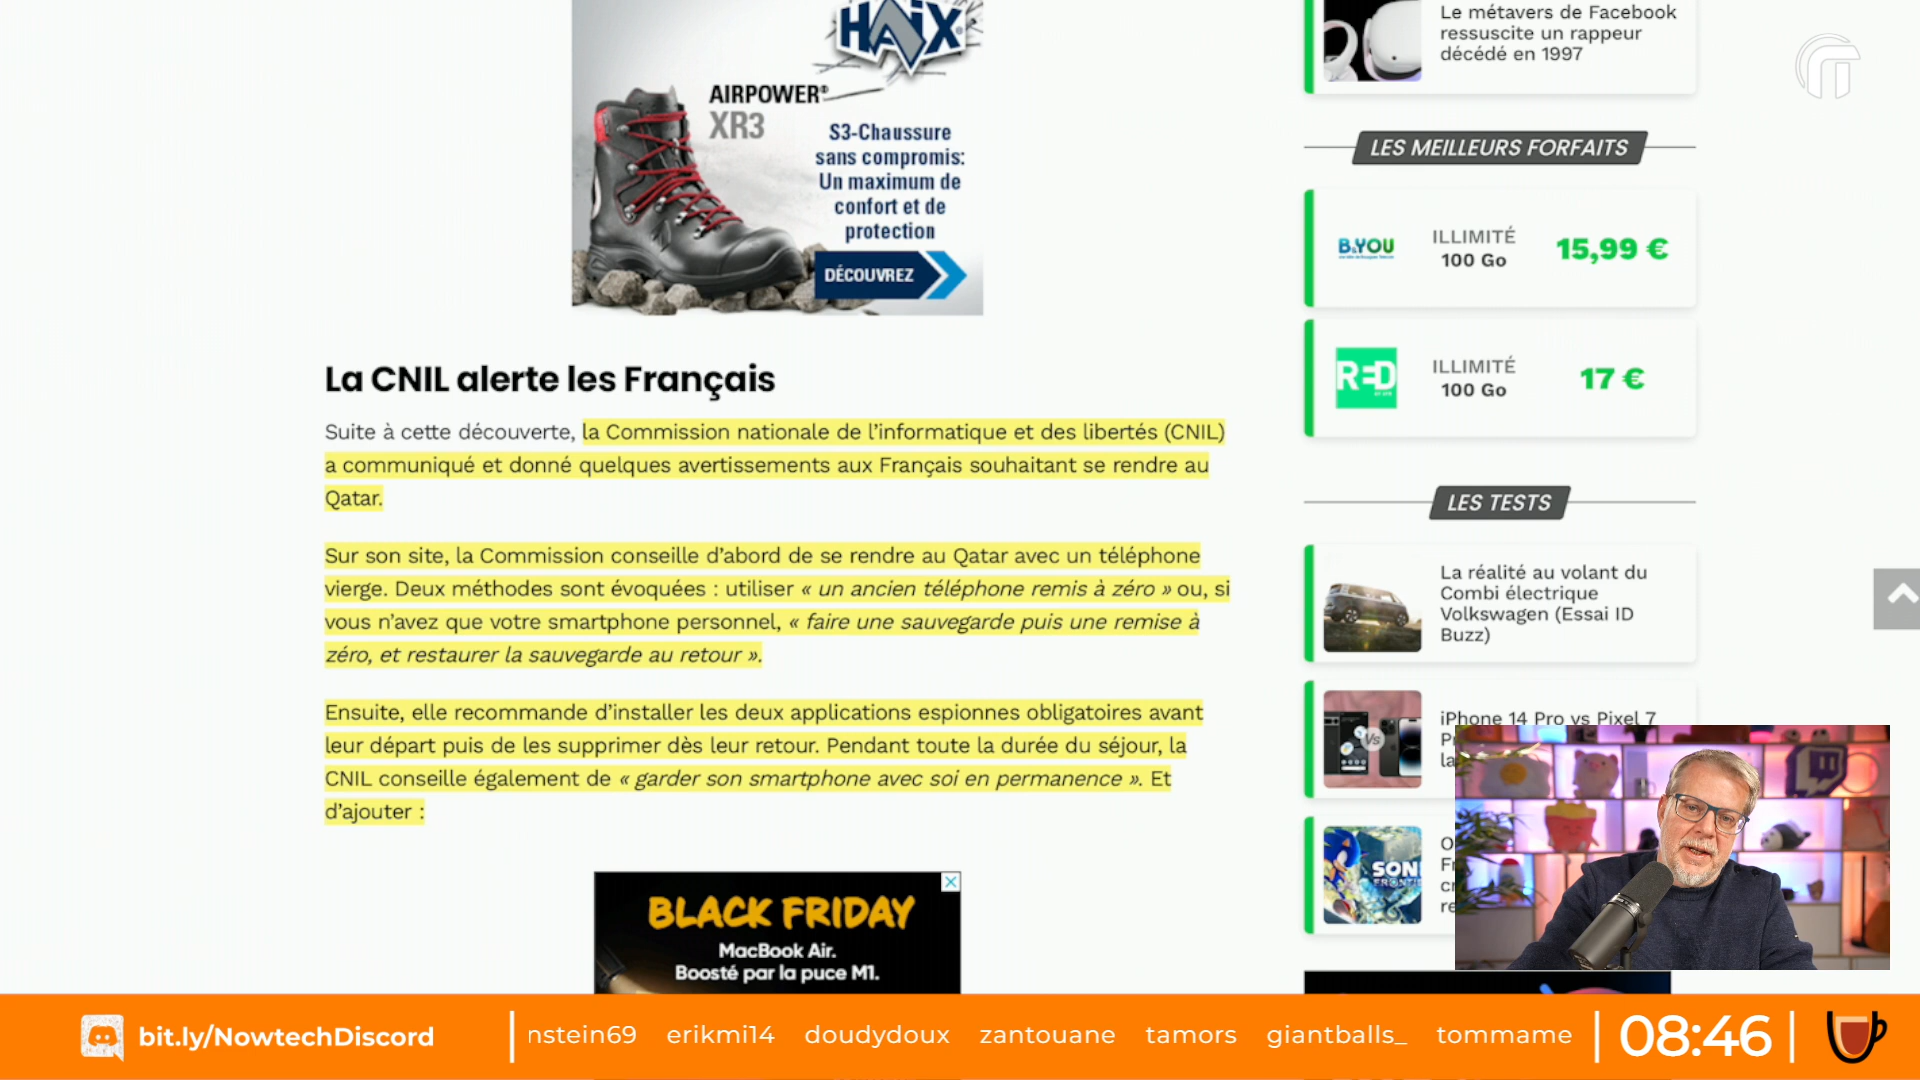 HAIX®
AIRPOWER®
XR3
S3-Chaussure
sans compromis:
Un maximum de
confort et de
protection
DÉCOUVREZ
La CNIL alerte les Français
Suite à cette découverte, la Commission nationale de l’informatique et des libertés (CNIL)
a communiqué et donné quelques avertissements aux Français souhaitant se rendre au
Qatar.
Sur son site, la Commission conseille d’abord de se rendre au Qatar avec un téléphone
vierge. Deux méthodes sont évoquées : utiliser « un ancien téléphone remis à zéro » ou, si
vous n’avez que votre smartphone personnel, « faire une sauvegarde puis une remise à
zéro, et restaurer la sauvegarde au retour ».
Ensuite, elle recommande d’installer les deux applications espionnes obligatoires avant
leur départ puis de les supprimer dès leur retour. Pendant toute la durée du séjour, la
CNIL conseille également de « garder son smartphone avec soi en permanence ». Et
d’ajouter :
BLACK FRIDAY
MacBook Air.
Boosté par la puce M1.
Le métavers de Facebook
ressuscite un rappeur
décédé en 1997
LES MEILLEURS FORFAITS
B&YOU
ILLIMITÉ
100 Go
15,99 €
RED
ILLIMITÉ
100 Go
17 €
LES TESTS
La réalité au volant du
Combi électrique
Volkswagen (Essai ID
Buzz)
Vs
iPhone 14 Pro vs Pixel 7
SON
FRONTIE
bit.ly/NowtechDiscord
nstein69 erikmi14 doudydoux zantouane tamors giantballs_ tommame
08:46